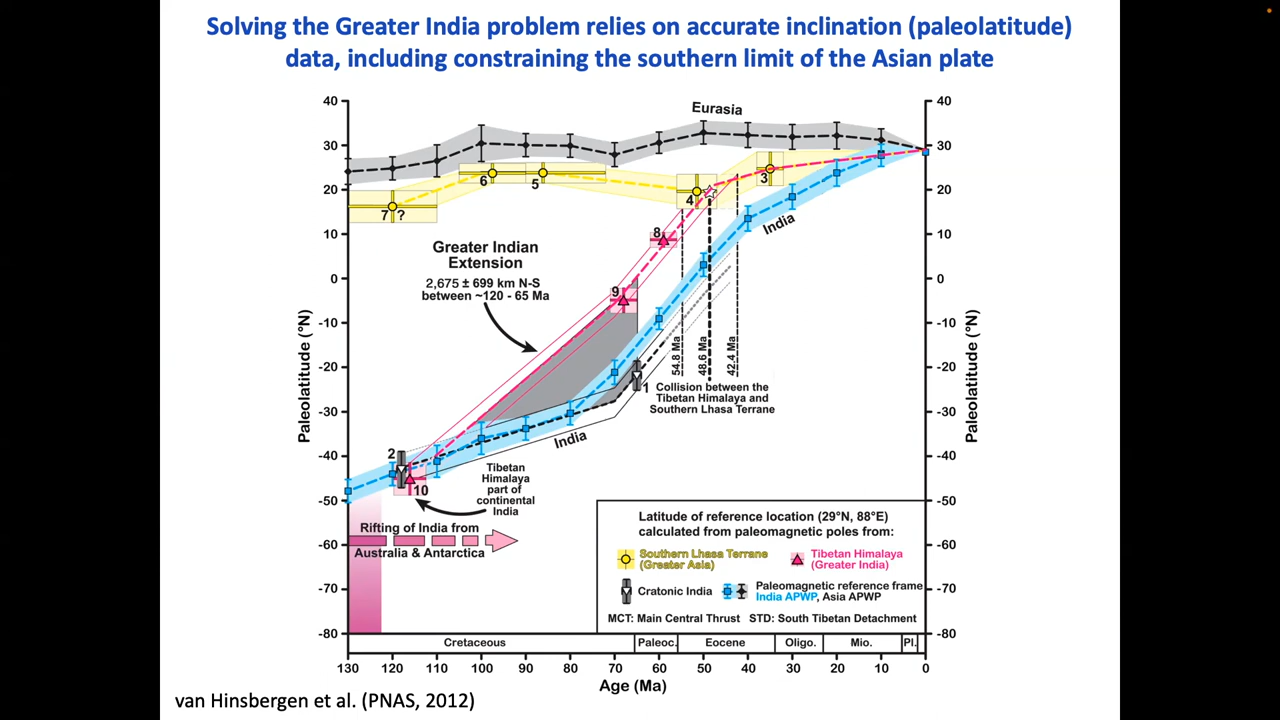 Solving the Greater India problem relies on accurate inclination (paleolatitude)
data, including constraining the southern limit of the Asian plate
40
30
20
10
0
-10
-20
-30
-40
-50
-60
-70
-80
Paleolatitude (°N)
Eurasia
6
5
7
?
4
3
8
9
Greater Indian
Extension
2,675 ± 699 km N-S
between ~120 - 65 Ma
India
54.8 Ma
48.6 Ma
42.4 Ma
1
Collision between the
Tibetan Himalaya and
Southern Lhasa Terrane
India
2
10
Tibetan
Himalaya
part of
continental
India
Rifting of India from
Australia & Antarctica
Latitude of reference location (29°N, 88°E)
calculated from paleomagnetic poles from:
Southern Lhasa Terrane
(Greater Asia)
Tibetan Himalaya
(Greater India)
Cratonic India
Paleomagnetic reference frame
India APWP, Asia APWP
MCT: Main Central Thrust STD: South Tibetan Detachment
40
30
20
10
0
-10
-20
-30
-40
-50
-60
-70
-80
Paleolatitude (°N)
Cretaceous Paleoc. Eocene Oligo. Mio. Pl.
130 120 110 100 90 80 70 60 50 40 30 20 10 0
Age (Ma)
van Hinsbergen et al. (PNAS, 2012)